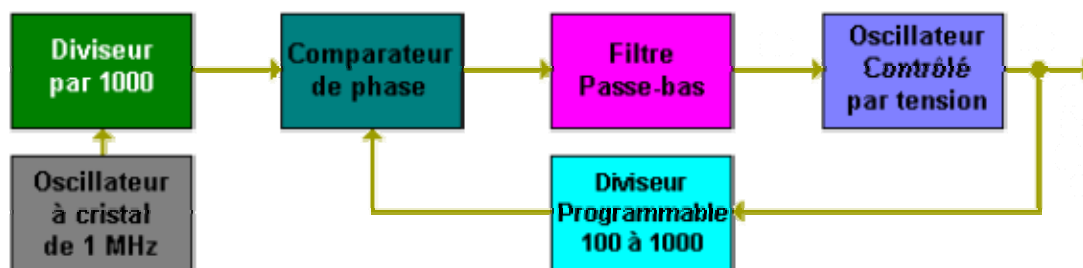 Diviseur
par 1000
Comparateur
de phase
Filtre
Passe-bas
Oscillateur
Contrôlé
par tension
Oscillateur
à cristal
de 1 MHz
Diviseur
Programmable
100 à 1000